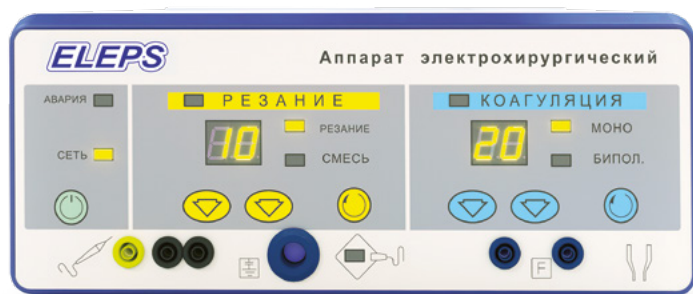 ELEPS
Аппарат электрохирургический
АВАРИЯ
СЕТЬ
РЕЗАНИЕ
10
РЕЗАНИЕ
СМЕСЬ
КОАГУЛЯЦИЯ
20
МОНО
БИПОЛ.
F